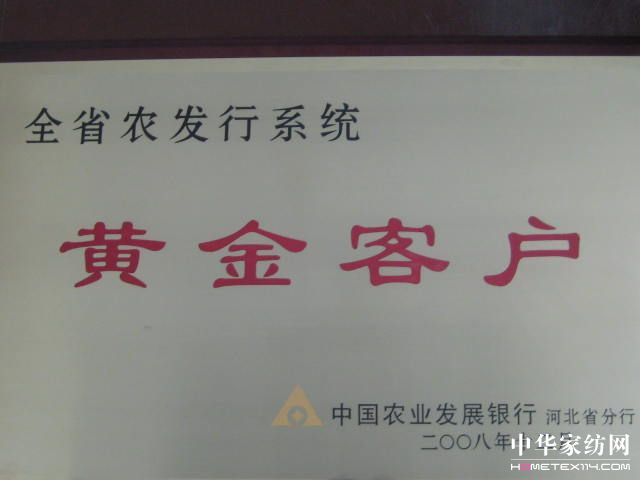 全省农发行系统
黄金客户
中国农业发展银行 河北省分行
二〇〇八年
中华家纺网
HOMETEX114.COM